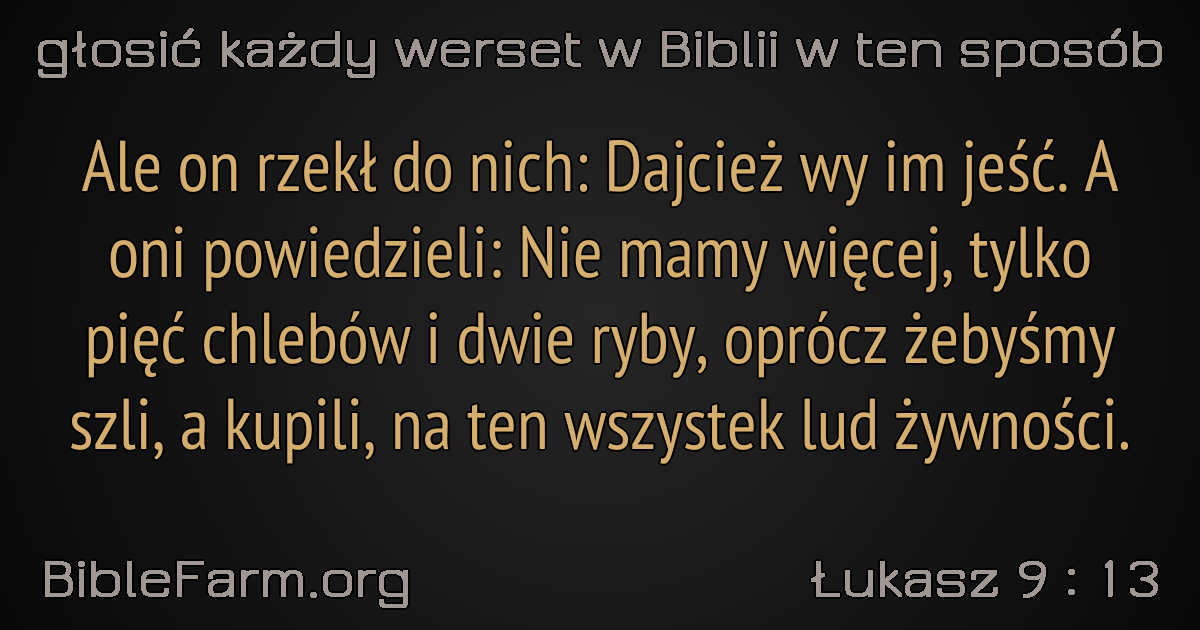 głosić każdy werset w Biblii w ten sposób
Ale on rzekł do nich: Dajcież wy im jeść. A
oni powiedzieli: Nie mamy więcej, tylko
pięć chlebów i dwie ryby, oprócz żebyśmy
szli, a kupili, na ten wszystek lud żywności.
BibleFarm.org
Łukasz 9 : 13